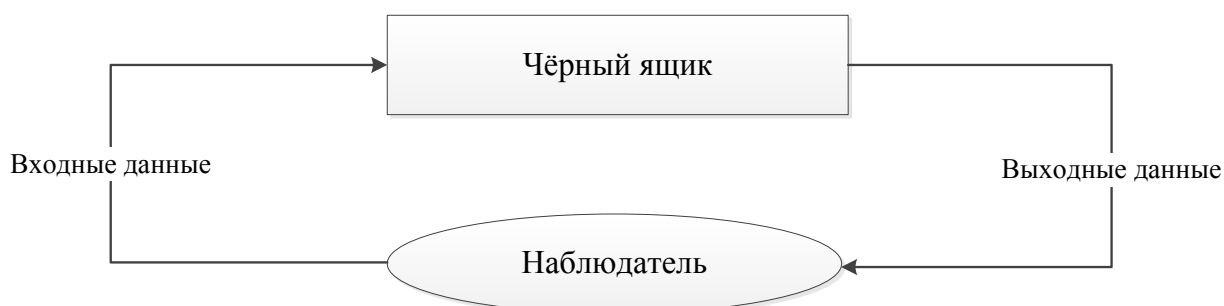 Чёрный ящик
Входные данные
Выходные данные
Наблюдатель